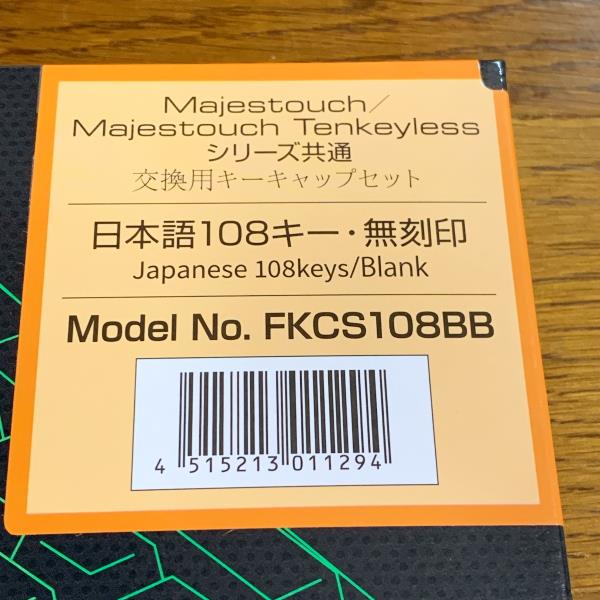 Majestouch/
Majestouch Tenkeyless
シリーズ共通
交換用キーキャップセット
日本語108キー・無刻印
Japanese 108keys/Blank
Model No. FKCS108BB
4 515213 011294